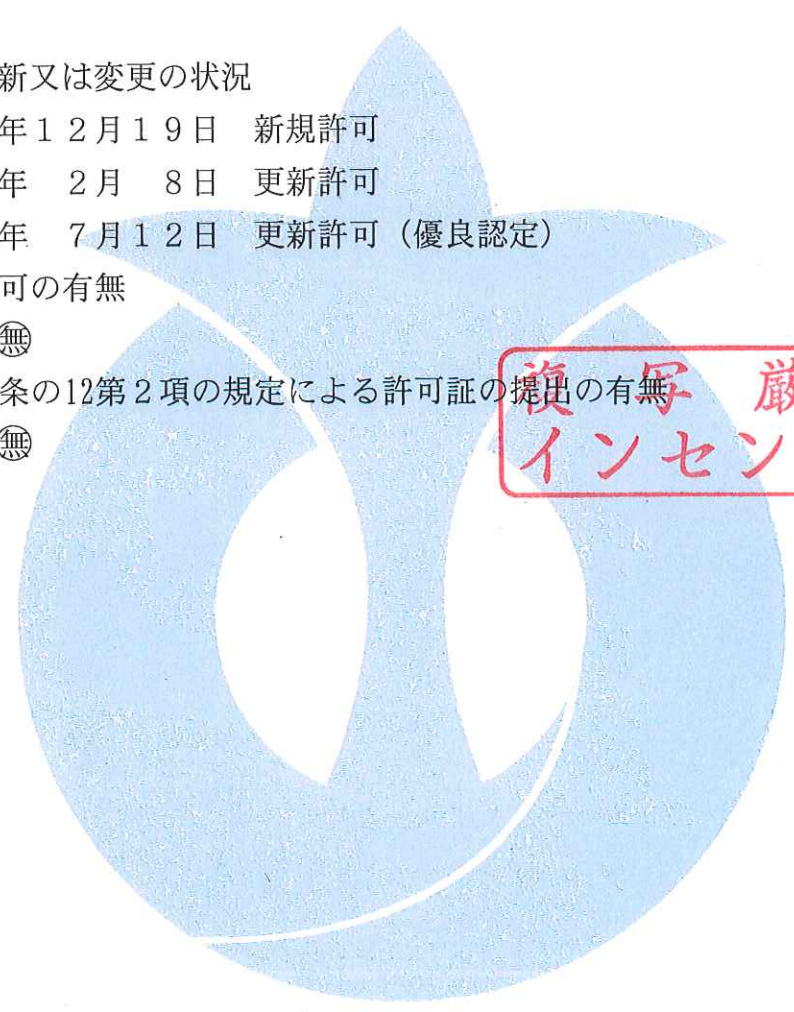 新又は変更の状況
年１２月１９日　新規許可
年　２月　８日　更新許可
年　７月１２日　更新許可（優良認定）
可の有無
㊒無
条の12第２項の規定による許可証の提出の有無
無
複写厳
インセン